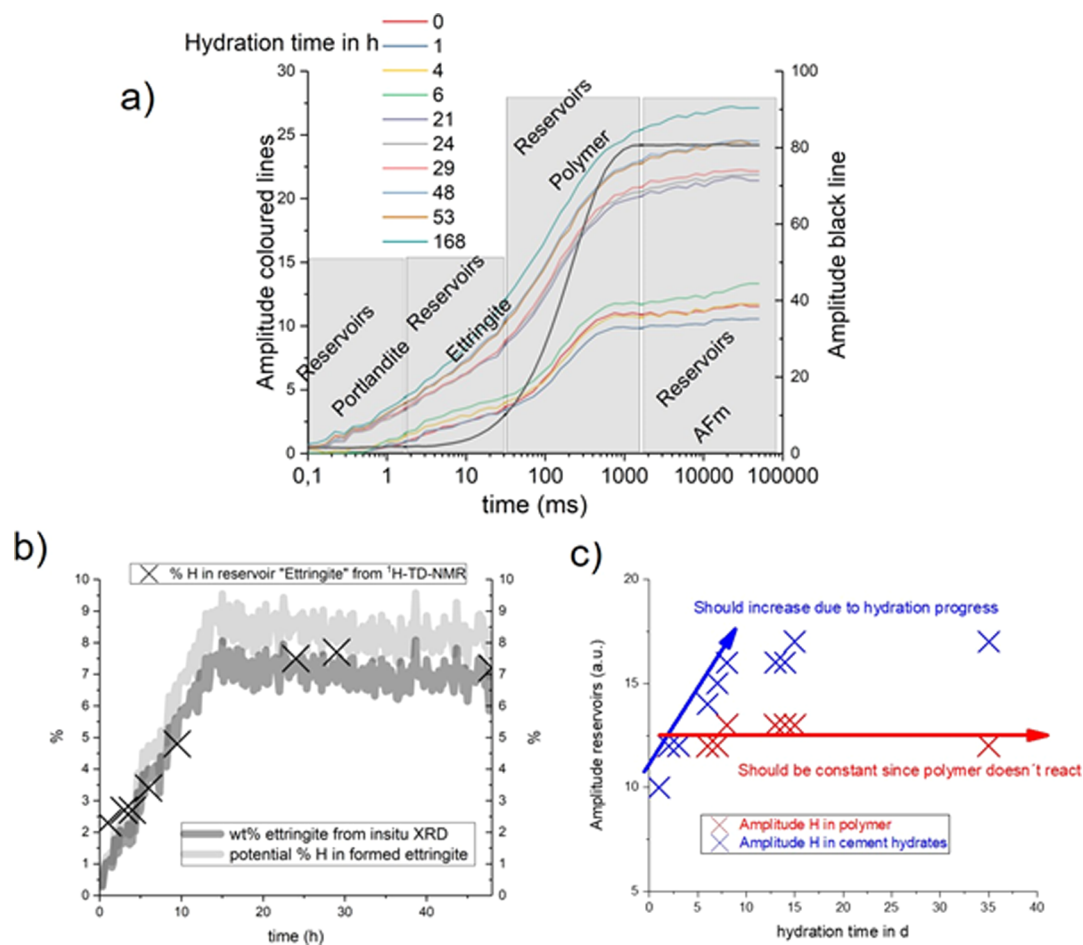 Hydration time in h
0
1
4
6
21
24
29
48
53
168
a)
30
25
20
15
10
5
0
Amplitude coloured lines
100
80
60
40
20
0
Amplitude black line
Reservoirs
Portlandite
Reservoirs
Ettringite
Reservoirs
Polymer
Reservoirs
AFm
0,1
1
10
100
1000
10000
100000
time (ms)
b)
% H in reservoir "Ettringite" from ¹H-TD-NMR
10
9
8
7
6
5
4
3
2
1
0
%
10
9
8
7
6
5
4
3
2
1
0
%
wt% ettringite from insitu XRD
potential % H in formed ettringite
0
10
20
30
40
time (h)
c)
20
15
10
5
Amplitude reservoirs (a.u.)
Should increase due to hydration progress
Should be constant since polymer doesn´t react
Amplitude H in polymer
Amplitude H in cement hydrates
0
5
10
15
20
25
30
35
40
hydration time in d